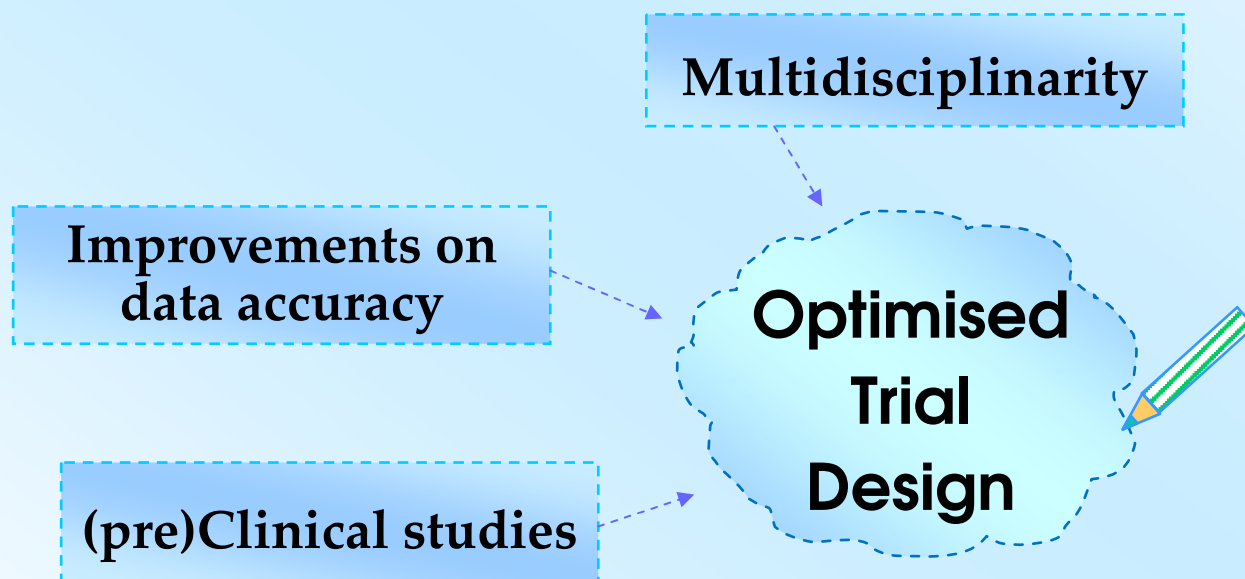 Multidisciplinarity
Improvements on
data accuracy
Optimised
Trial
Design
(pre)Clinical studies